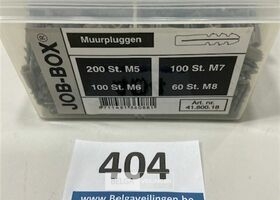 JOB-BOX®
Muurpluggen
200 St. M5
100 St. M7
100 St. M6
60 St. M8
Art. nr.
41.600.18
404
www.Belgaveilingen.be